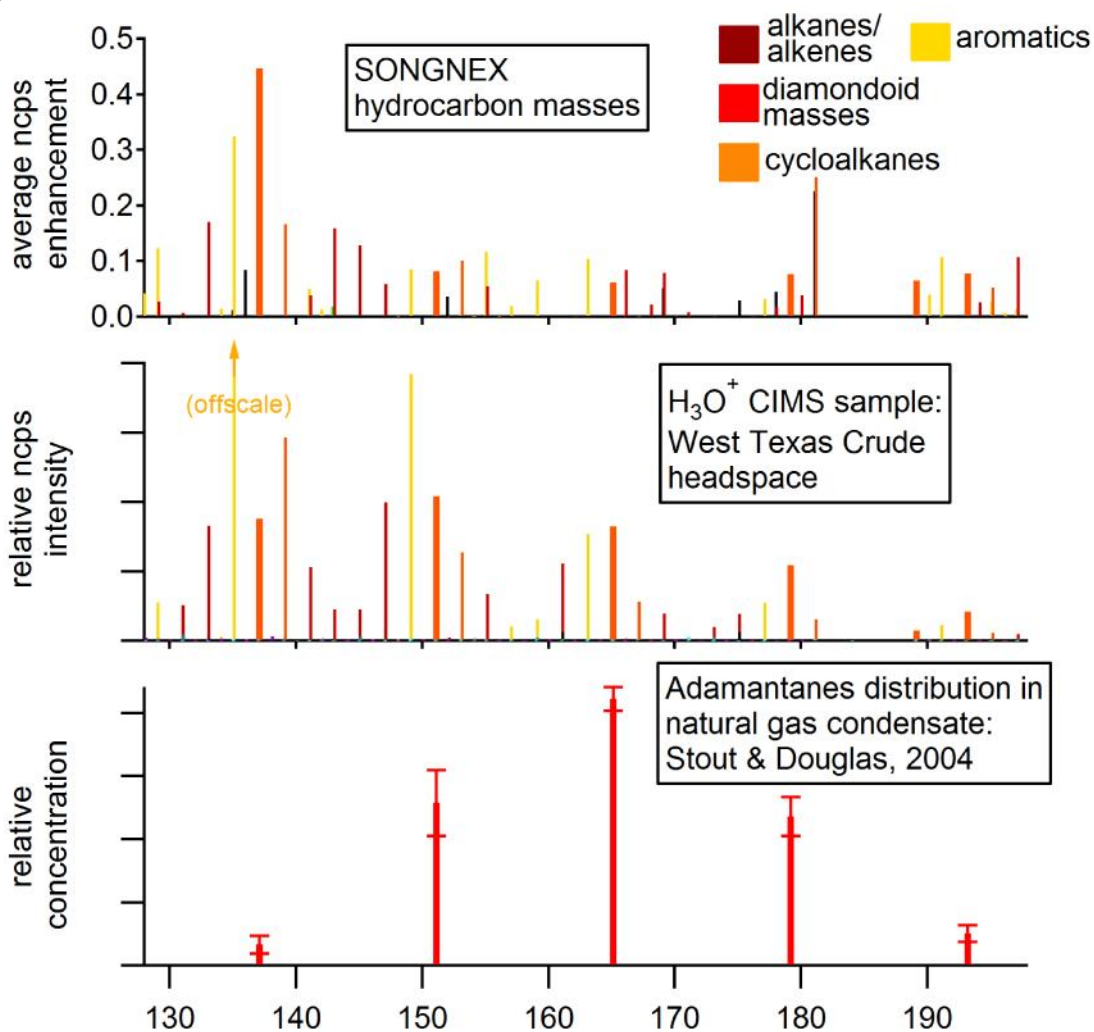 0.5
0.4
0.3
0.2
0.1
0.0
average ncps
enhancement
SONGNEX
hydrocarbon masses
alkanes/
alkenes
aromatics
diamondoid
masses
cycloalkanes
relative ncps
intensity
(offscale)
H₃O⁺ CIMS sample:
West Texas Crude
headspace
relative
concentration
Adamantanes distribution in
natural gas condensate:
Stout & Douglas, 2004
130 140 150 160 170 180 190